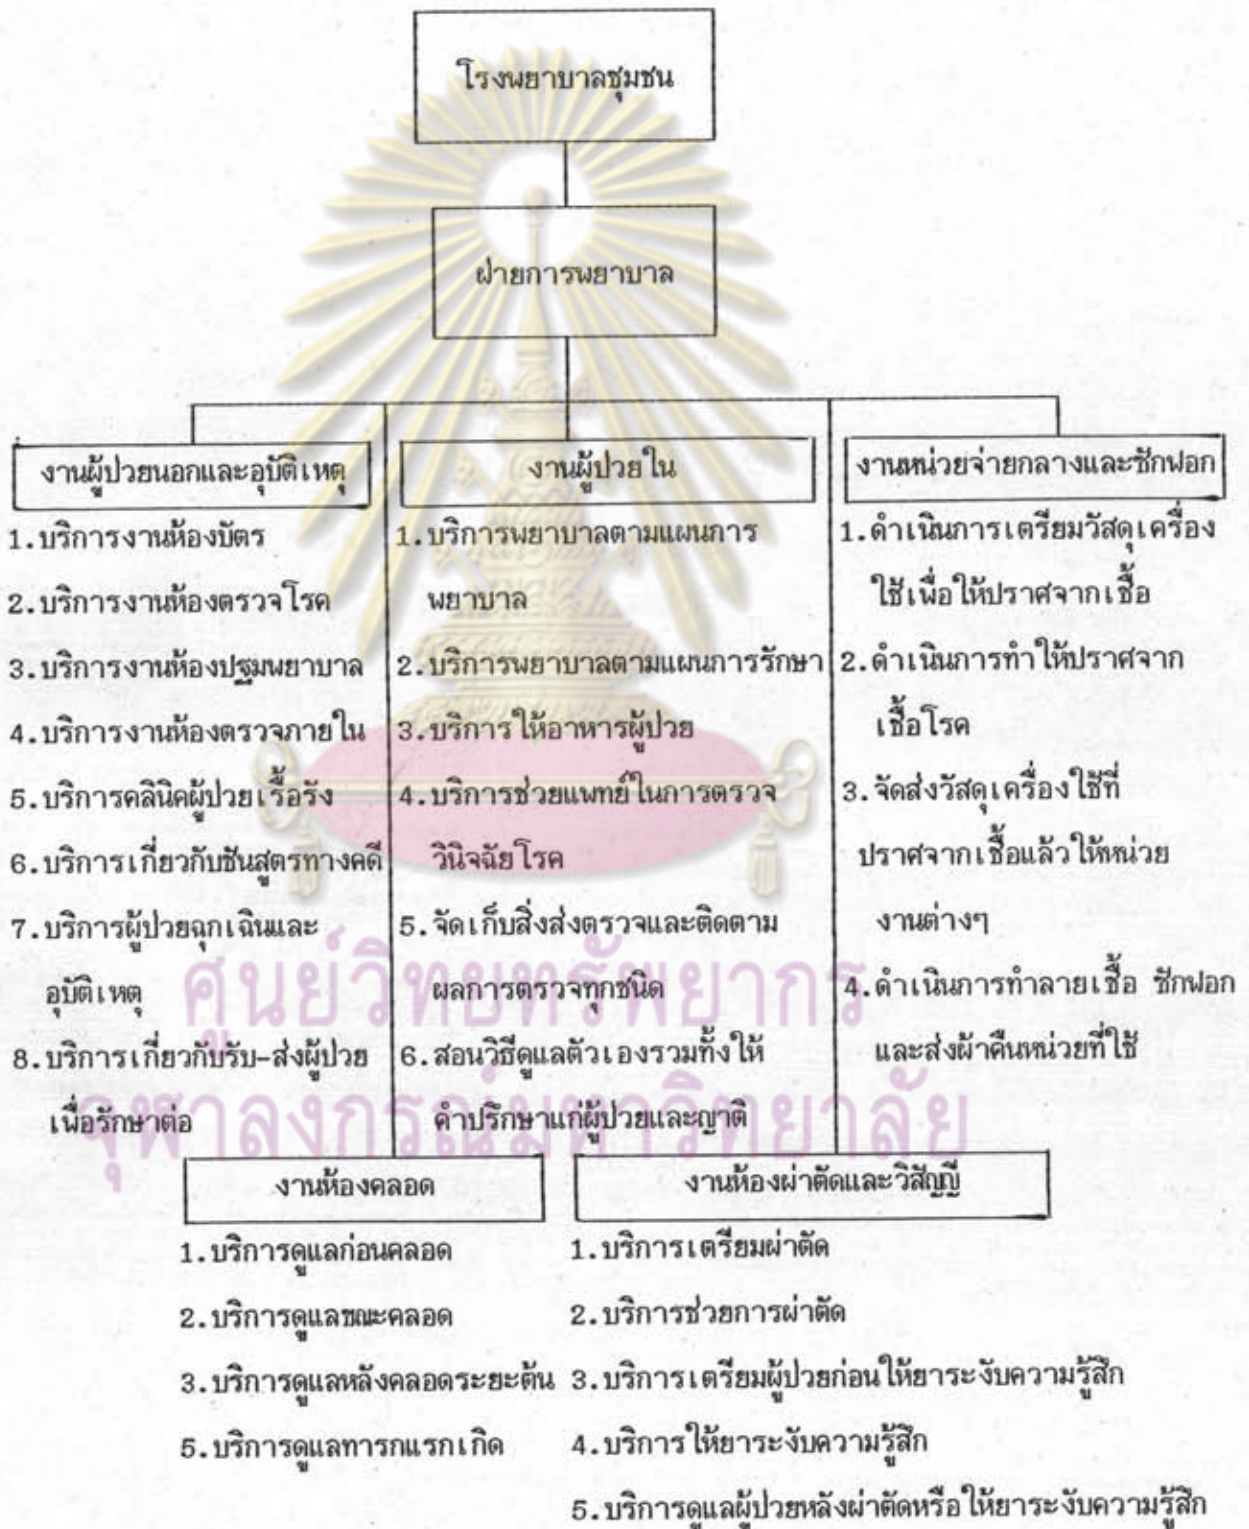 โรงพยาบาลชุมชน
ฝ่ายการพยาบาล
งานผู้ป่วยนอกและอุบัติเหตุ
1.บริการงานห้องบัตร
2.บริการงานห้องตรวจโรค
3.บริการงานห้องปฐมพยาบาล
4.บริการงานห้องตรวจภายใน
5.บริการคลินิคผู้ป่วยเรื้อรัง
6.บริการเกี่ยวกับชันสูตรทางคดี
7.บริการผู้ป่วยฉุกเฉินและ
อุบัติเหตุ
8.บริการเกี่ยวกับรับ-ส่งผู้ป่วย
เพื่อรักษาต่อ
งานผู้ป่วยใน
1.บริการพยาบาลตามแผนการ
พยาบาล
2.บริการพยาบาลตามแผนการรักษา
3.บริการให้อาหารผู้ป่วย
4.บริการช่วยแพทย์ในการตรวจ
วินิจฉัยโรค
5.จัดเก็บสิ่งส่งตรวจและติดตาม
ผลการตรวจทุกชนิด
6.สอนวิธีดูแลตัวเองรวมทั้งให้
คำปรึกษาแก่ผู้ป่วยและญาติ
งานหน่วยจ่ายกลางและซักฟอก
1.ดำเนินการเตรียมวัสดุเครื่อง
ใช้เพื่อให้ปราศจากเชื้อ
2.ดำเนินการทำให้ปราศจาก
เชื้อโรค
3.จัดส่งวัสดุเครื่องใช้ที่
ปราศจากเชื้อแล้วให้หน่วย
งานต่างๆ
4.ดำเนินการทำลายเชื้อ ซักฟอก
และส่งผ้าคืนหน่วยที่ใช้
ศูนย์วิทยทรัพยากร
จุฬาลงกรณ์มหาวิทยาลัย
งานห้องคลอด
1.บริการดูแลก่อนคลอด
2.บริการดูแลขณะคลอด
3.บริการดูแลหลังคลอดระยะต้น
5.บริการดูแลทารกแรกเกิด
งานห้องผ่าตัดและวิสัญญี
1.บริการเตรียมผ่าตัด
2.บริการช่วยการผ่าตัด
3.บริการเตรียมผู้ป่วยก่อนให้ยาระงับความรู้สึก
4.บริการให้ยาระงับความรู้สึก
5.บริการดูแลผู้ป่วยหลังผ่าตัดหรือให้ยาระงับความรู้สึก